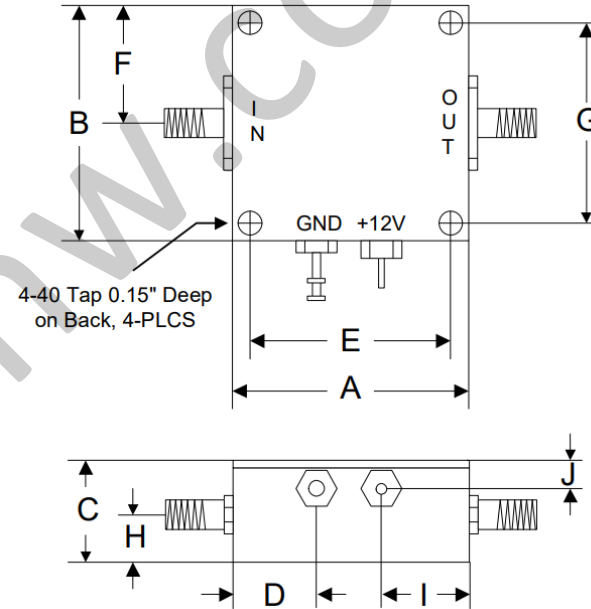 F
B
G
I
N
O
U
T
GND +12V
4-40 Tap 0.15" Deep
on Back, 4-PLCS
E
A
C
J
H
D
I